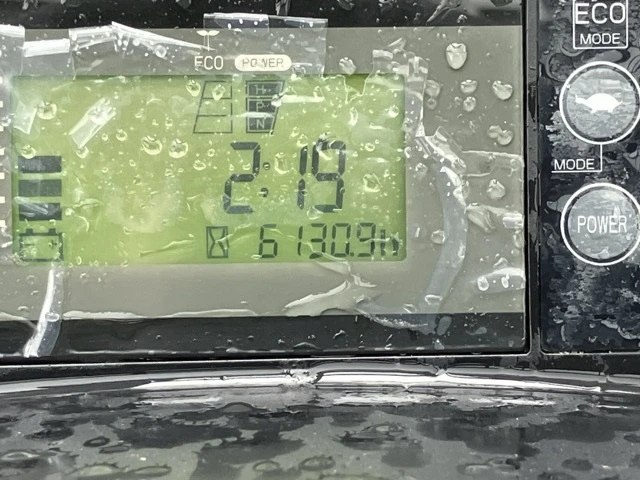 ECO
MODE
ECO POWER
H
P
N
2:19
MODE
POWER
6130.9h